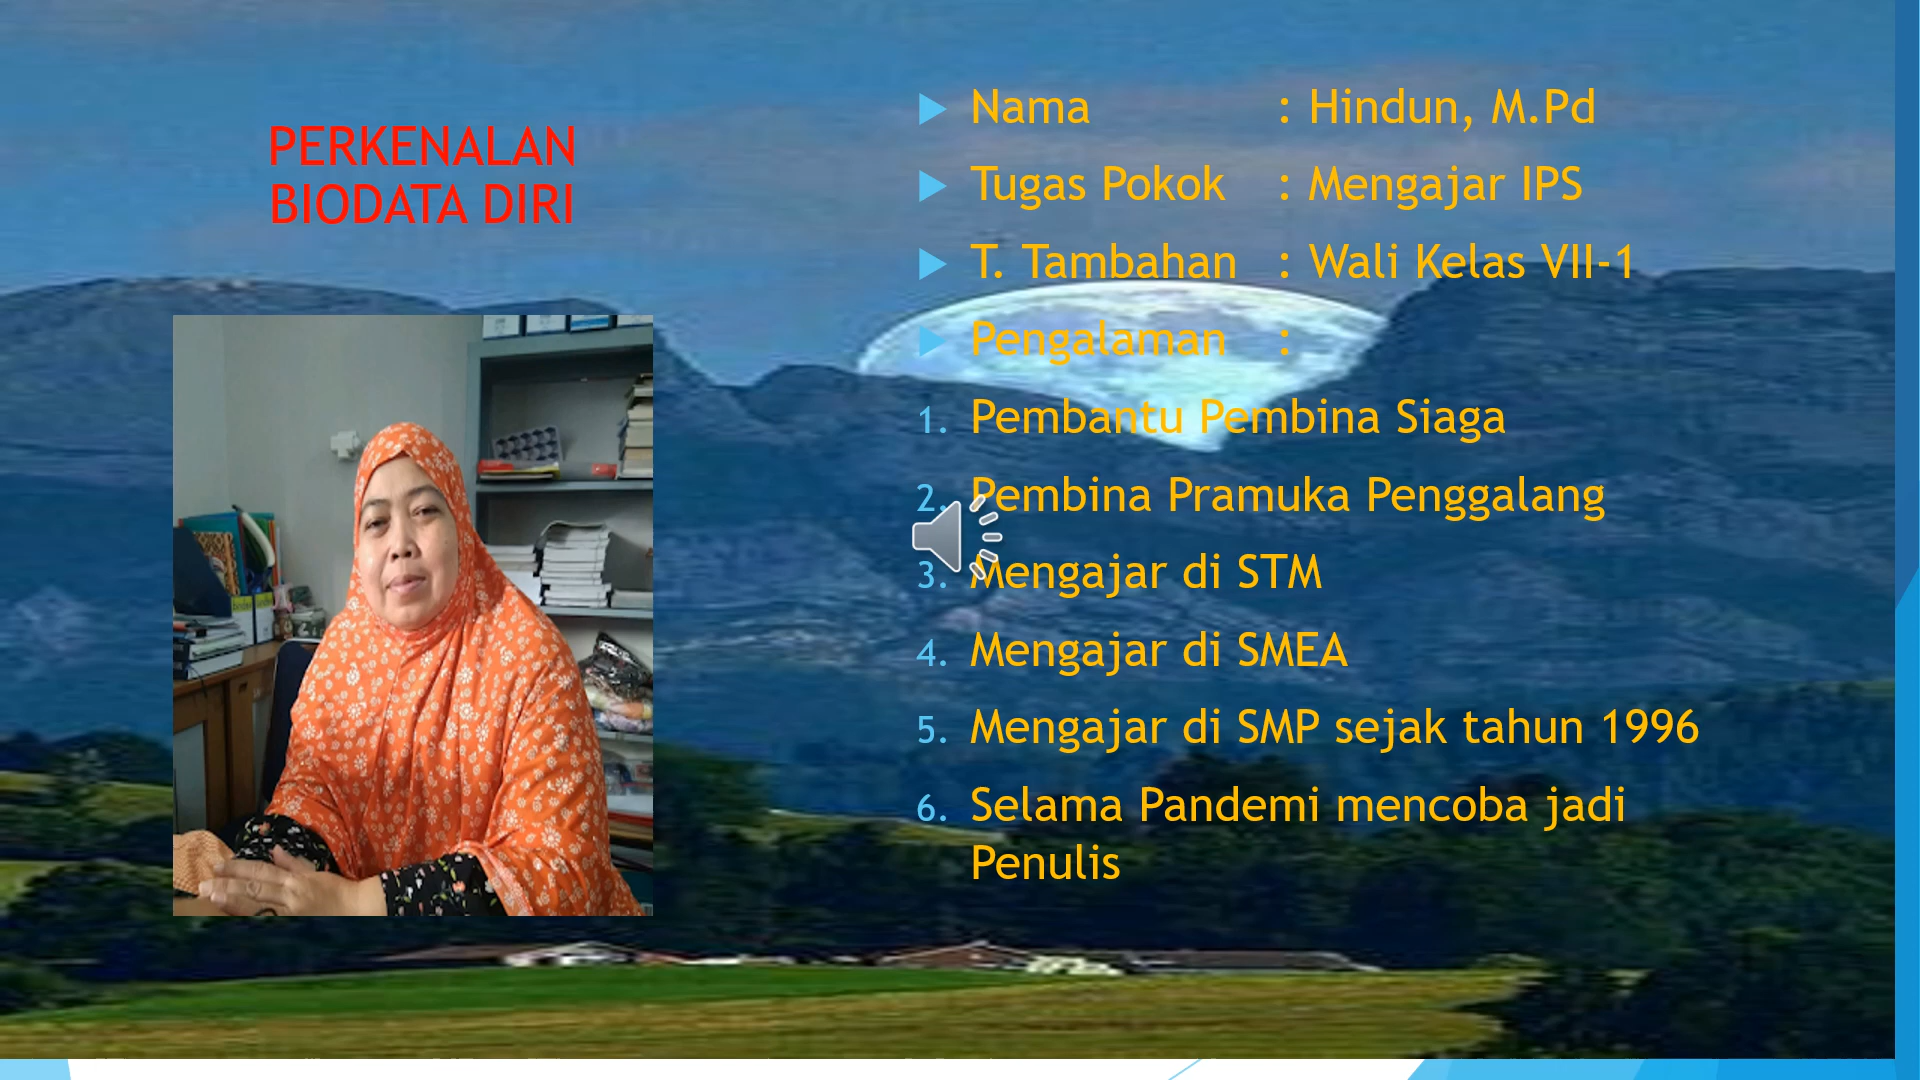 PERKENALAN
BIODATA DIRI
Nama : Hindun, M.Pd
Tugas Pokok : Mengajar IPS
T. Tambahan : Wali Kelas VII-1
Pengalaman :
1. Pembantu Pembina Siaga
2. Pembina Pramuka Penggalang
3. Mengajar di STM
4. Mengajar di SMEA
5. Mengajar di SMP sejak tahun 1996
6. Selama Pandemi mencoba jadi
Penulis